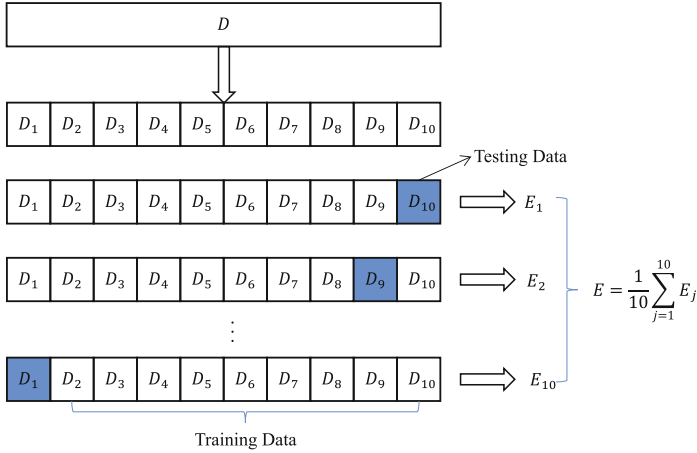 D
D₁ D₂ D₃ D₄ D₅ D₆ D₇ D₈ D₉ D₁₀
Testing Data
D₁ D₂ D₃ D₄ D₅ D₆ D₇ D₈ D₉ D₁₀ E₁
D₁ D₂ D₃ D₄ D₅ D₆ D₇ D₈ D₉ D₁₀ E₂
E = 1/10 ∑_{j=1}^{10} E_j
⋮
D₁ D₂ D₃ D₄ D₅ D₆ D₇ D₈ D₉ D₁₀ E₁₀
Training Data